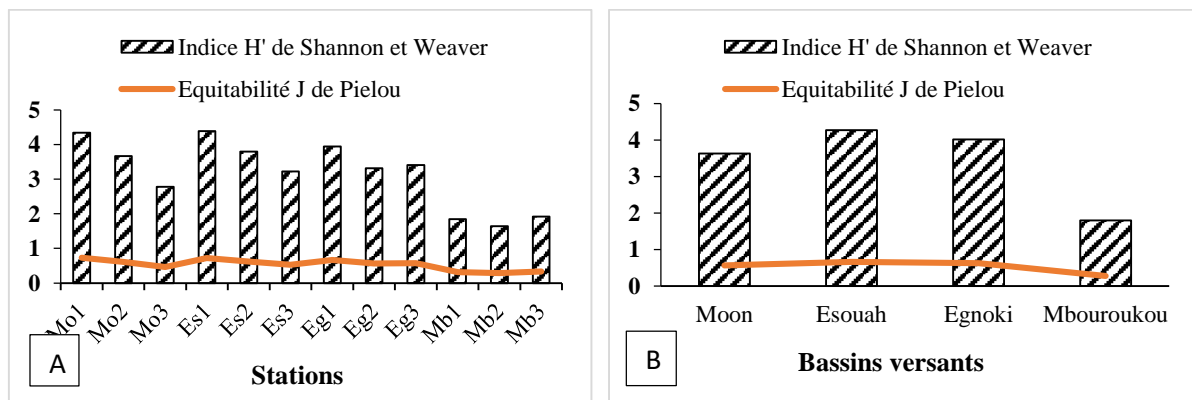 Indice H' de Shannon et Weaver
Equitabilité J de Pielou
5
4
3
2
1
0
Mo1 Mo2 Mo3 Es1 Es2 Es3 Eg1 Eg2 Eg3 Mb1 Mb2 Mb3
A
Stations
Indice H' de Shannon et Weaver
Equitabilité J de Pielou
5
4
3
2
1
0
Moon Esouah Egnoki Mbouroukou
B
Bassins versants